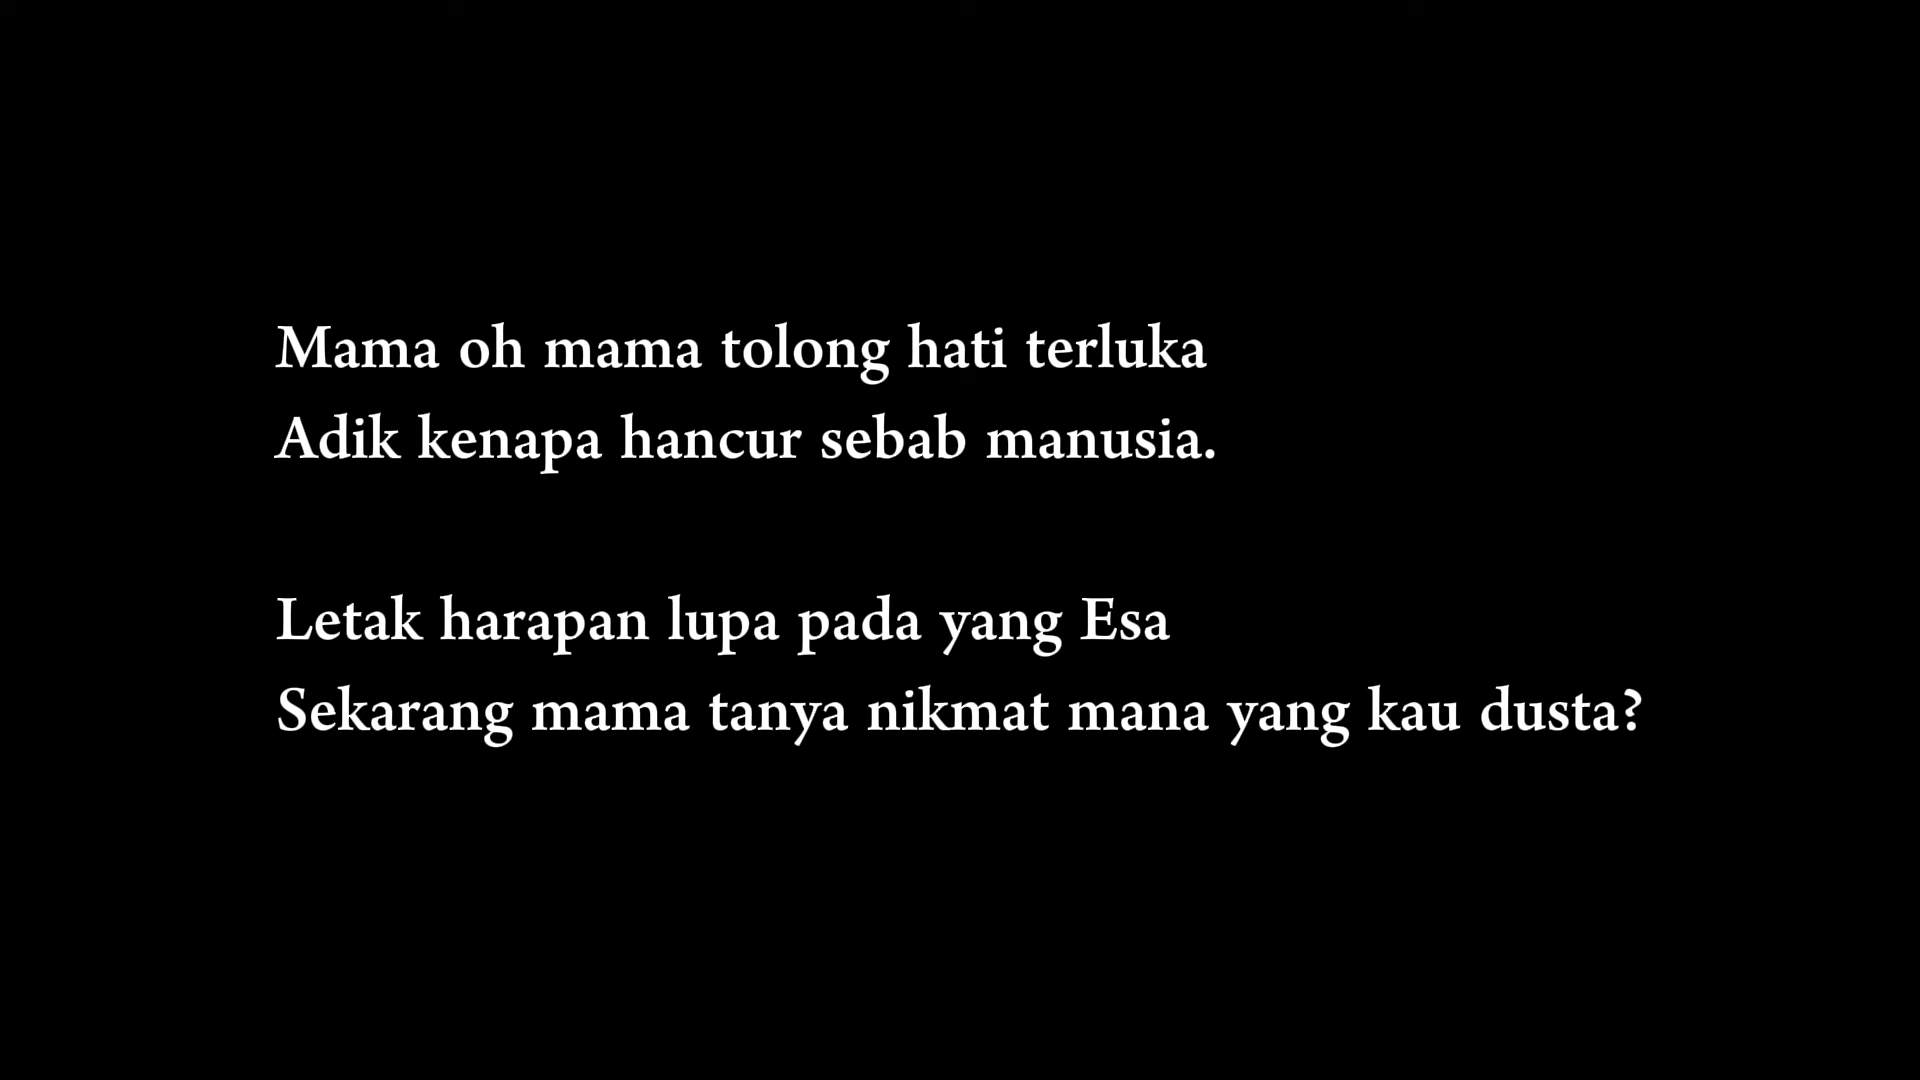 Mama oh mama tolong hati terluka
Adik kenapa hancur sebab manusia.
Letak harapan lupa pada yang Esa
Sekarang mama tanya nikmat mana yang kau dusta?